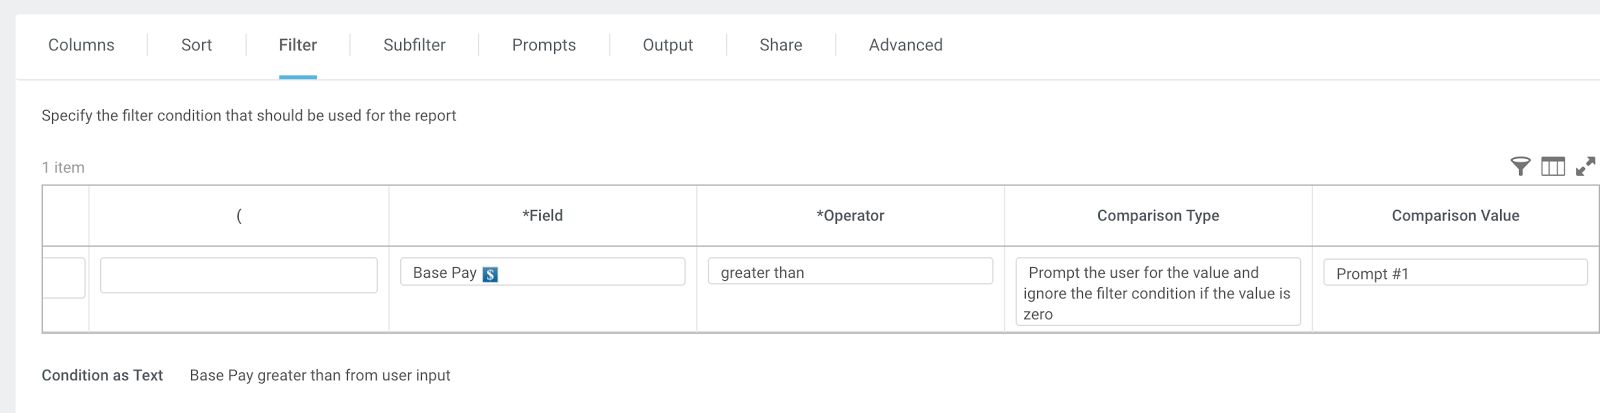 Columns Sort Filter Subfilter Prompts Output Share Advanced
Specify the filter condition that should be used for the report
1 item
( *Field *Operator Comparison Type Comparison Value
Base Pay $ greater than Prompt the user for the value and Prompt #1
ignore the filter condition if the value is
zero
Condition as Text Base Pay greater than from user input